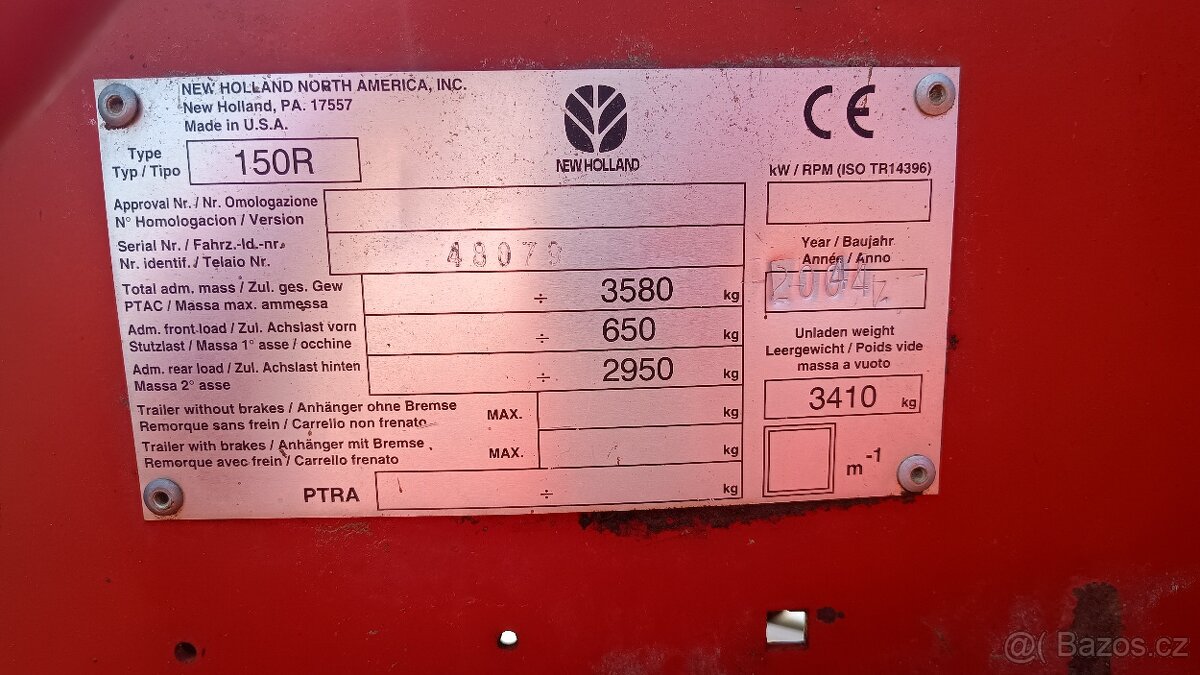 NEW HOLLAND NORTH AMERICA, INC.
New Holland, PA. 17557
Made in U.S.A.
Type
Typ / Tipo
150R
NEW HOLLAND
CE
kW / RPM (ISO TR14396)
Approval Nr. / Nr. Omologazione
N° Homologacion / Version
Serial Nr. / Fahrz.-Id.-nr.
Nr. identif. / Telaio Nr.
48079
Year / Baujahr
Année / Anno
2004
Total adm. mass / Zul. ges. Gew
PTAC / Massa max. ammessa
÷ 3580 kg
Adm. front load / Zul. Achslast vorn
Stutzlast / Massa 1° asse / occhine
÷ 650 kg
Adm. rear load / Zul. Achslast hinten
Massa 2° asse
÷ 2950 kg
Unladen weight
Leergewicht / Poids vide
massa a vuoto
3410 kg
Trailer without brakes / Anhänger ohne Bremse
Remorque sans frein / Carrello non frenato
MAX. kg
Trailer with brakes / Anhänger mit Bremse
Remorque avec frein / Carrello frenato
MAX. kg
PTRA ÷ kg
m-1
@( Bazos.cz